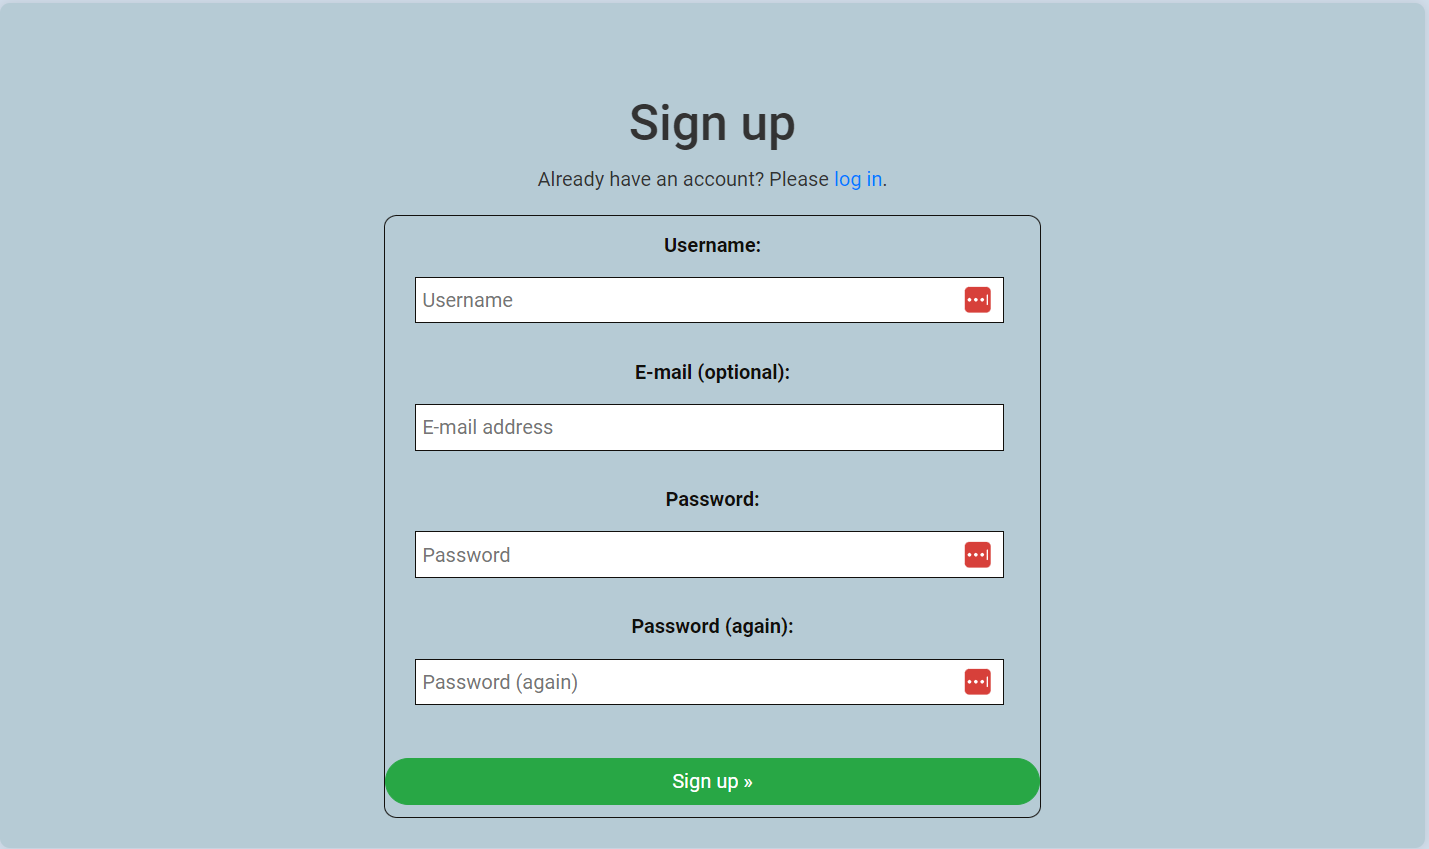 Sign up
Already have an account? Please log in.
Username:
Username
E-mail (optional):
E-mail address
Password:
Password
Password (again):
Password (again)
Sign up »